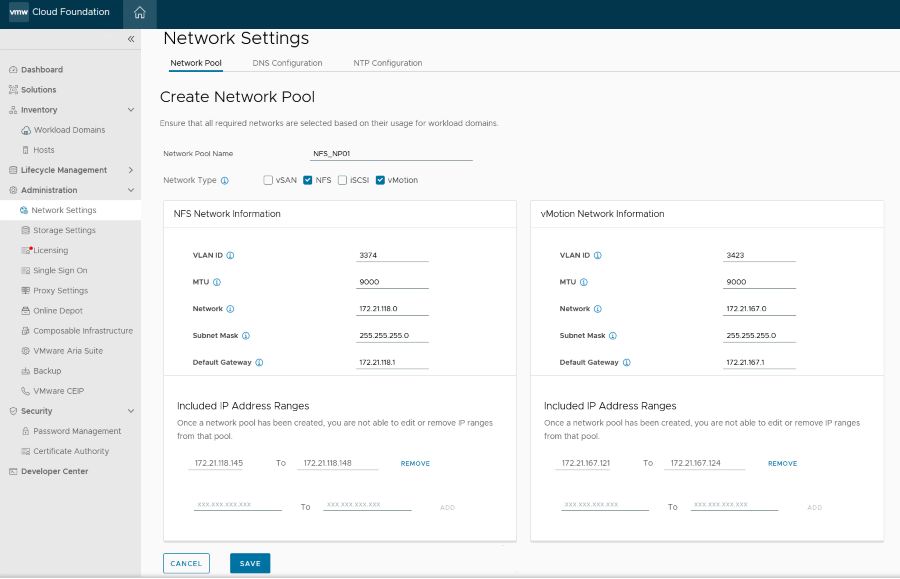 vmw Cloud Foundation
«
Network Settings
Network Pool DNS Configuration NTP Configuration
Dashboard
Solutions
Inventory
Workload Domains
Hosts
Lifecycle Management
Administration
Network Settings
Storage Settings
Licensing
Single Sign On
Proxy Settings
Online Depot
Composable Infrastructure
VMware Aria Suite
Backup
VMware CEIP
Security
Password Management
Certificate Authority
Developer Center
Create Network Pool
Ensure that all required networks are selected based on their usage for workload domains.
Network Pool Name NFS_NP01
Network Type vSAN NFS iSCSI vMotion
NFS Network Information
VLAN ID 3374
MTU 9000
Network 172.21.118.0
Subnet Mask 255.255.255.0
Default Gateway 172.21.118.1
Included IP Address Ranges
Once a network pool has been created, you are not able to edit or remove IP ranges
from that pool.
172.21.118.145 To 172.21.118.148 REMOVE
xxx.xxx.xxx.xxx To xxx.xxx.xxx.xxx ADD
vMotion Network Information
VLAN ID 3423
MTU 9000
Network 172.21.167.0
Subnet Mask 255.255.255.0
Default Gateway 172.21.167.1
Included IP Address Ranges
Once a network pool has been created, you are not able to edit or remove IP ranges
from that pool.
172.21.167.121 To 172.21.167.124 REMOVE
xxx.xxx.xxx.xxx To xxx.xxx.xxx.xxx ADD
CANCEL SAVE